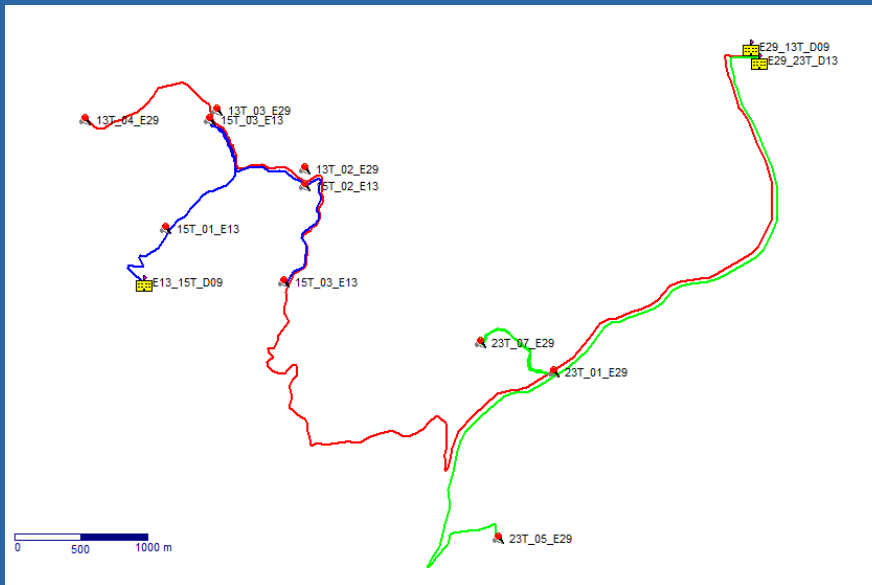 E29_13T_D09
E29_23T_D13
13T_03_E29
13T_04_E29
15T_03_E13
13T_02_E29
15T_02_E13
15T_01_E13
E13_15T_D09
15T_03_E13
23T_07_E29
23T_01_E29
23T_05_E29
0 500 1000 m